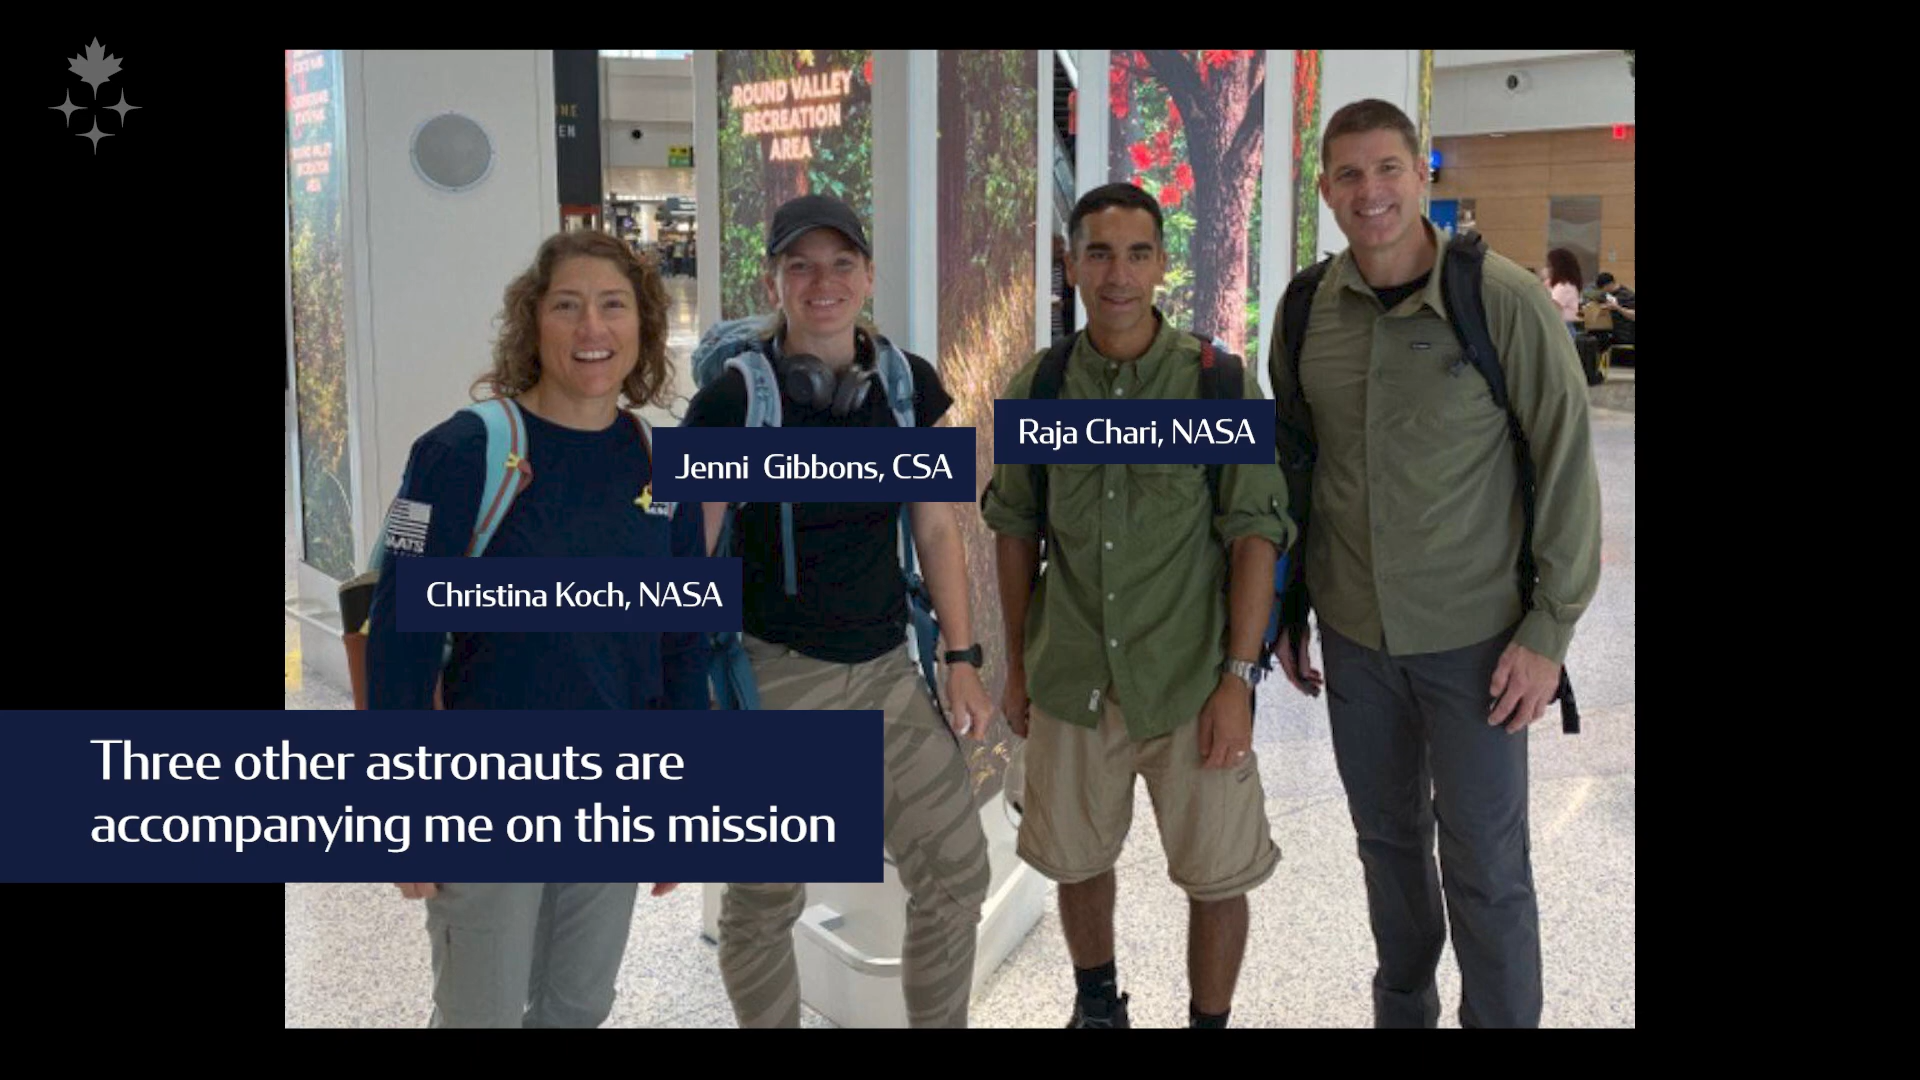 ROUND VALLEY
RECREATION
AREA
Raja Chari, NASA
Jenni Gibbons, CSA
Christina Koch, NASA
Three other astronauts are
accompanying me on this mission